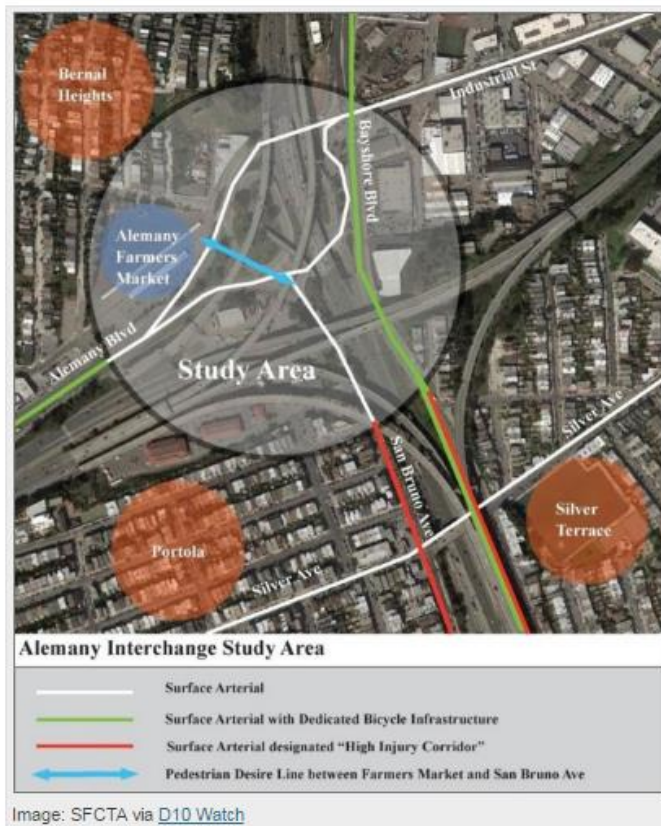 Bernal
Heights
Industrial St
Bayshore Blvd
Alemany
Farmers
Market
Alemany Blvd
Study Area
Silver Ave
San Bruno Ave
Silver
Terrace
Portola
Silver Ave
Alemany Interchange Study Area
Surface Arterial
Surface Arterial with Dedicated Bicycle Infrastructure
Surface Arterial designated “High Injury Corridor”
Pedestrian Desire Line between Farmers Market and San Bruno Ave
Image: SFCTA via D10 Watch